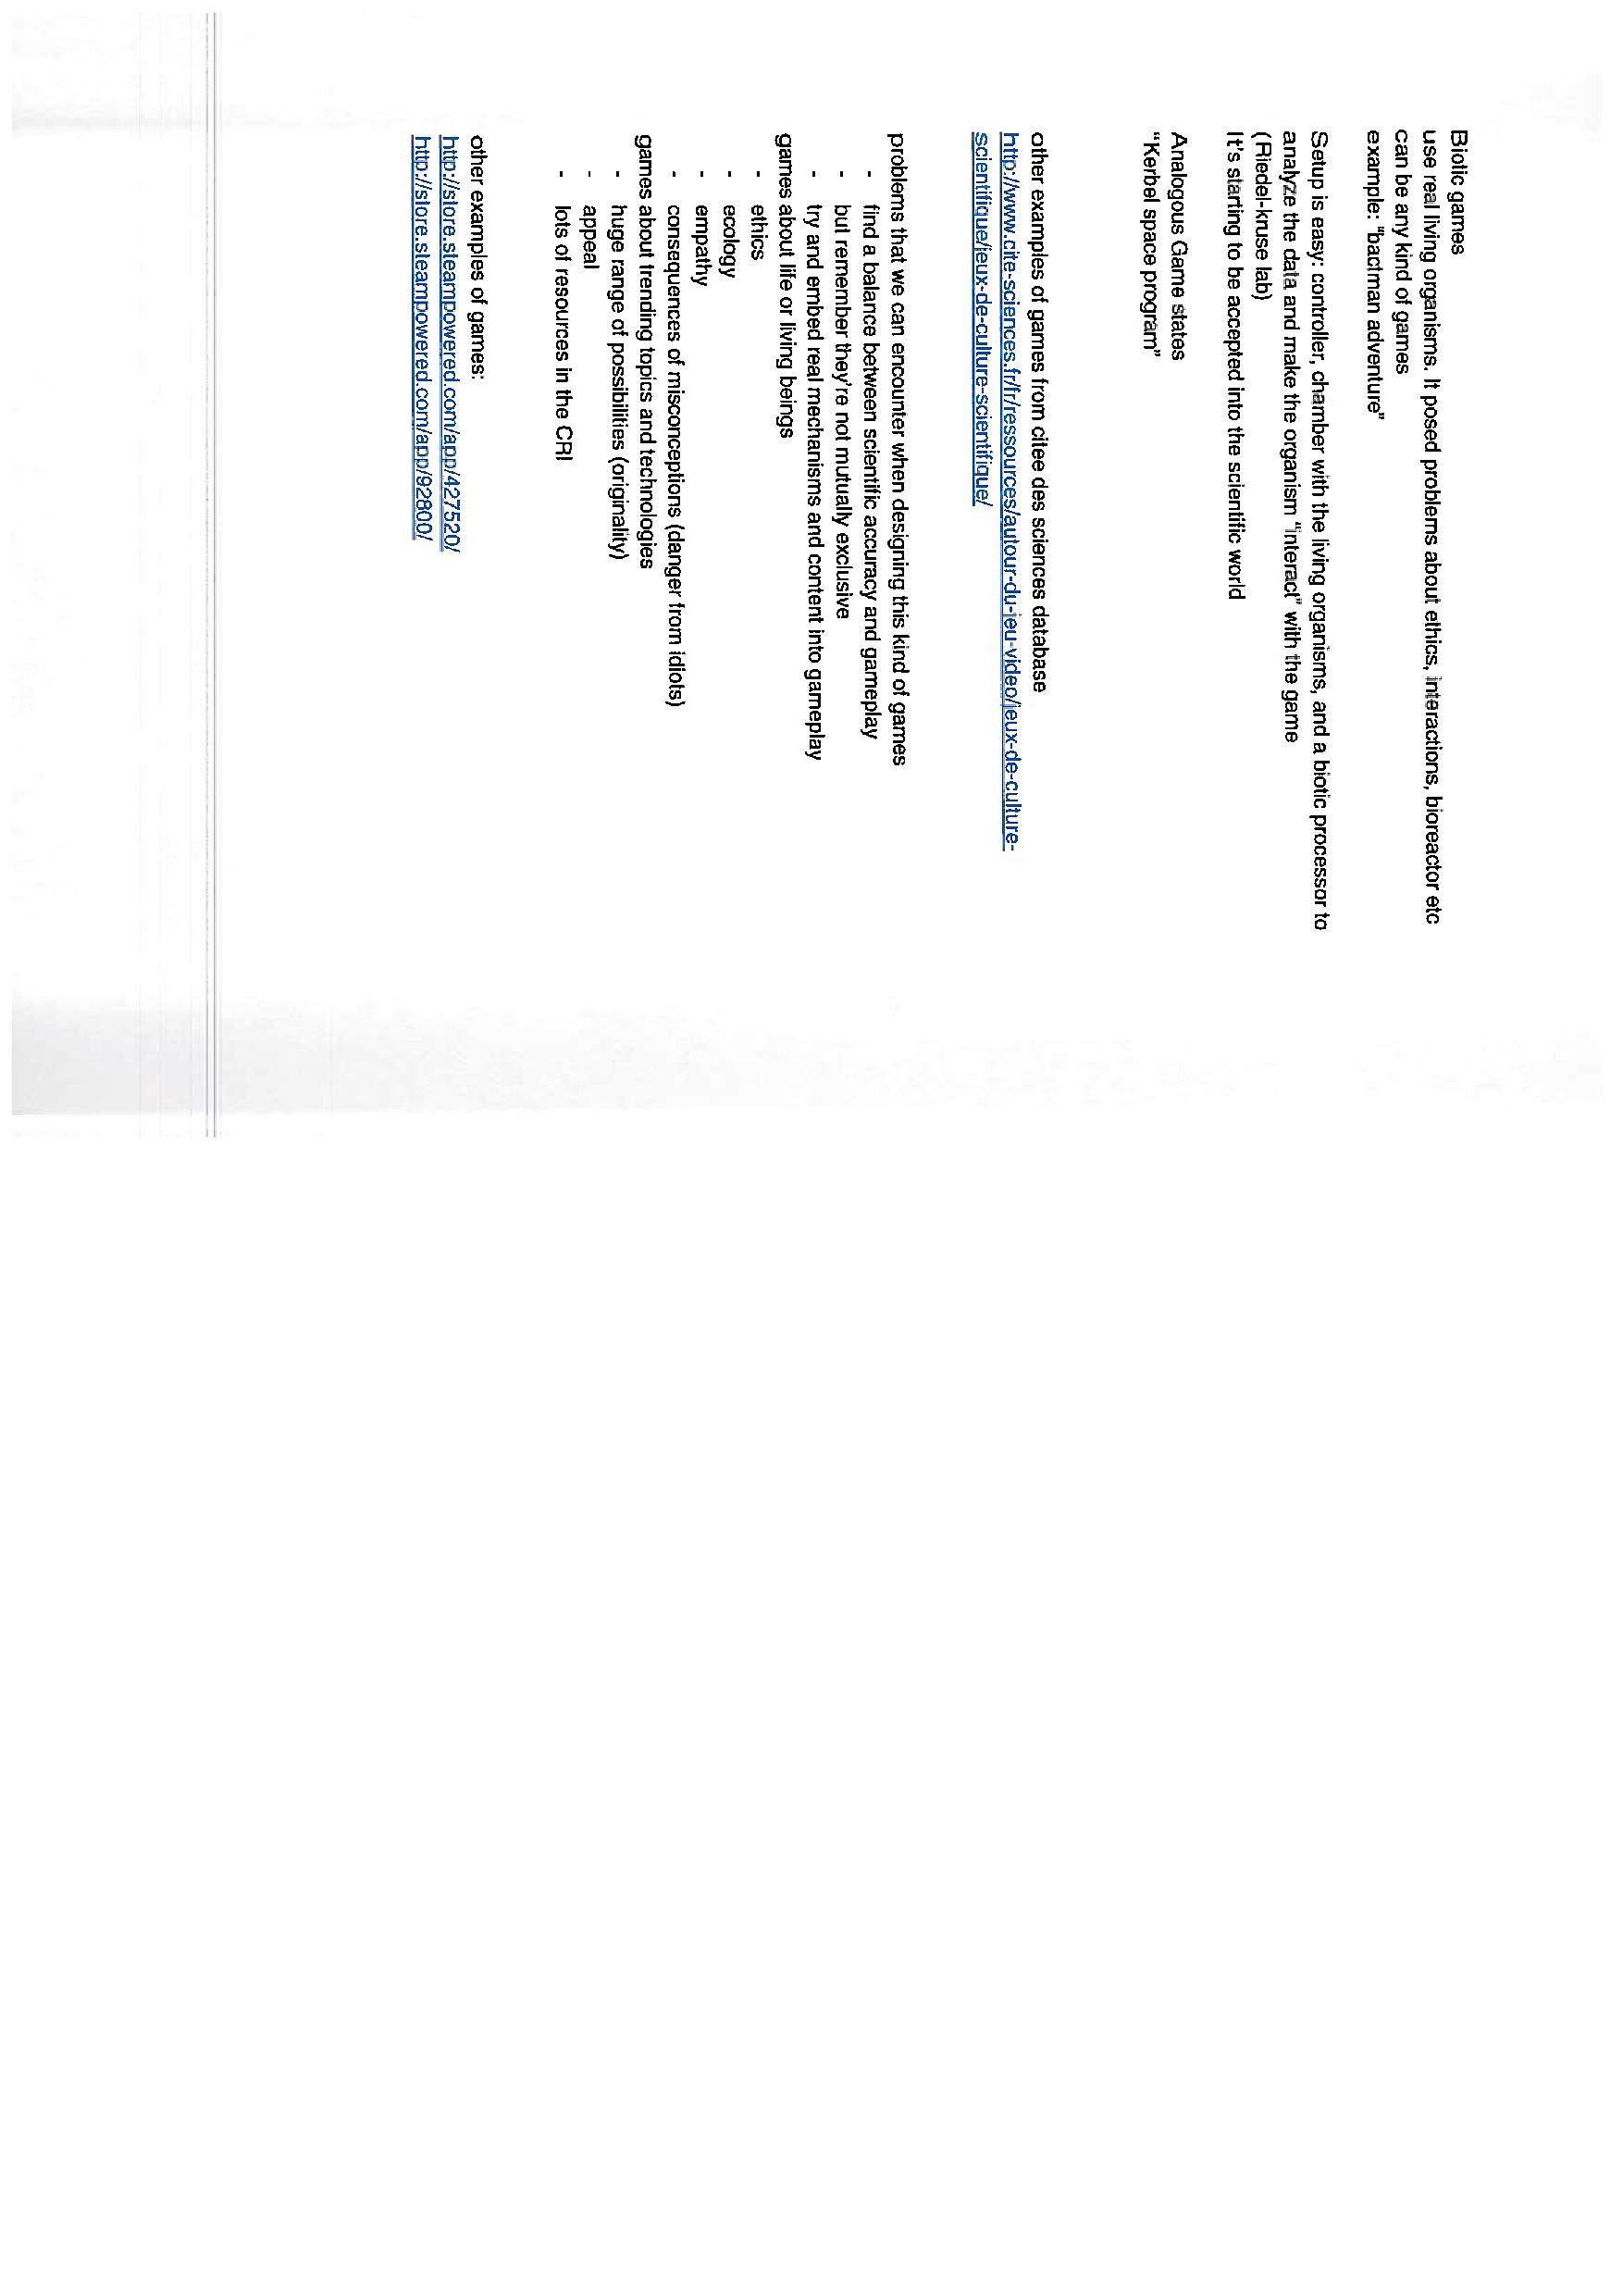 Biotic games
use real living organisms. It posed problems about ethics, interactions, bioreactor etc
can be any kind of games
example: "bactman adventure"
Setup is easy: controller, chamber with the living organisms, and a biotic processor to
analyze the data and make the organism "interact" with the game
(Riedel-kruse lab)
It's starting to be accepted into the scientific world
Analogous Game states
"Kerbel space program"
other examples of games from citee des sciences database
http://www.cite-sciences.fr/fr/ressources/autour-du-jeu-video/jeux-de-culture-
scientifique/jeux-de-culture-scientifique/
problems that we can encounter when designing this kind of games
- find a balance between scientific accuracy and gameplay
- but remember they're not mutually exclusive
- try and embed real mechanisms and content into gameplay
games about life or living beings
- ethics
- ecology
- empathy
- consequences of misconceptions (danger from idiots)
games about trending topics and technologies
- huge range of possibilities (originality)
- appeal
- lots of resources in the CRI
other examples of games:
http://store.steampowered.com/app/427520/
http://store.steampowered.com/app/92800/